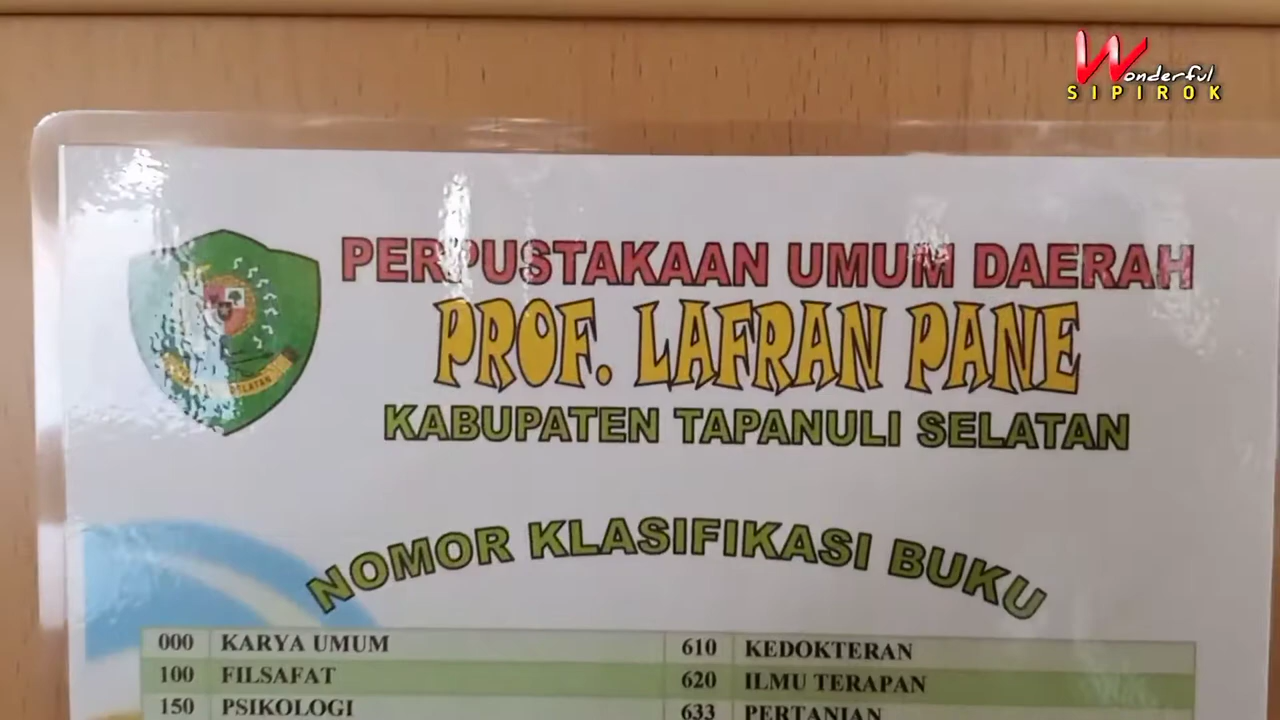 Wonderful
SIPIROK
PERPUSTAKAAN UMUM DAERAH
PROF. LAFRAN PANE
KABUPATEN TAPANULI SELATAN
NOMOR KLASIFIKASI BUKU
000 KARYA UMUM 610 KEDOKTERAN
100 FILSAFAT 620 ILMU TERAPAN
150 PSIKOLOGI 633 PERTANIAN